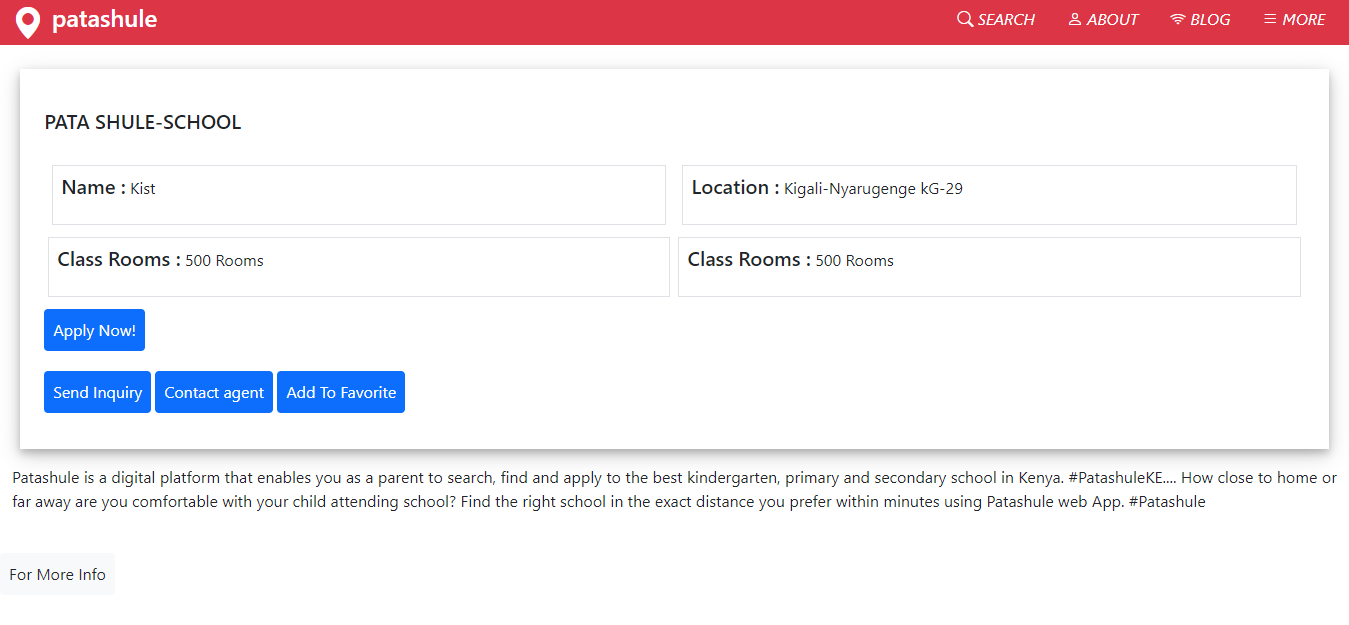 patashule
SEARCH ABOUT BLOG MORE
PATA SHULE-SCHOOL
Name : Kist
Location : Kigali-Nyarugenge kG-29
Class Rooms : 500 Rooms
Class Rooms : 500 Rooms
Apply Now!
Send Inquiry Contact agent Add To Favorite
Patashule is a digital platform that enables you as a parent to search, find and apply to the best kindergarten, primary and secondary school in Kenya. #PatashuleKE.... How close to home or
far away are you comfortable with your child attending school? Find the right school in the exact distance you prefer within minutes using Patashule web App. #Patashule
For More Info